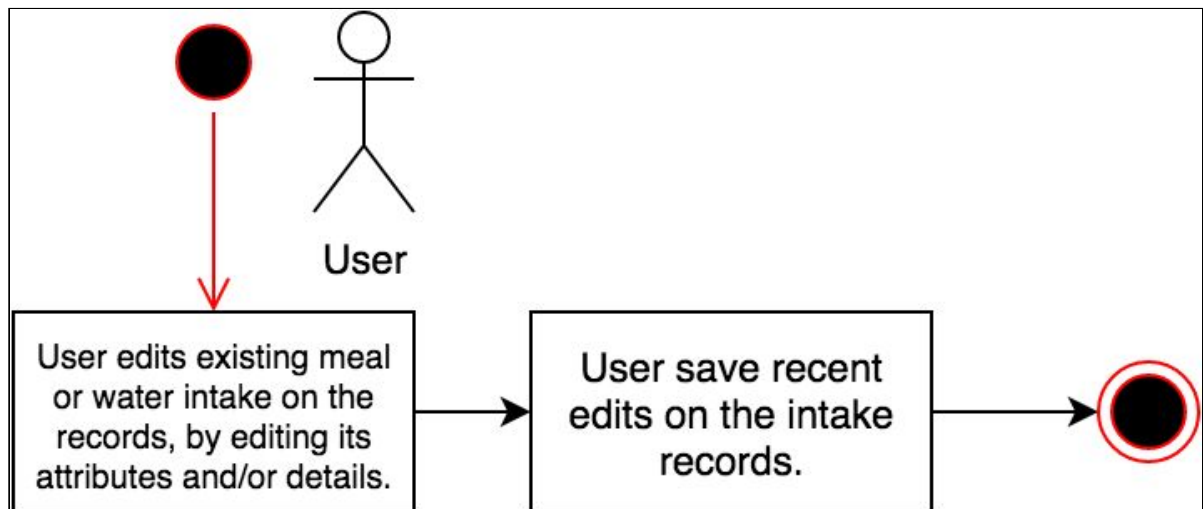 User
User edits existing meal
or water intake on the
records, by editing its
attributes and/or details.
User save recent
edits on the intake
records.